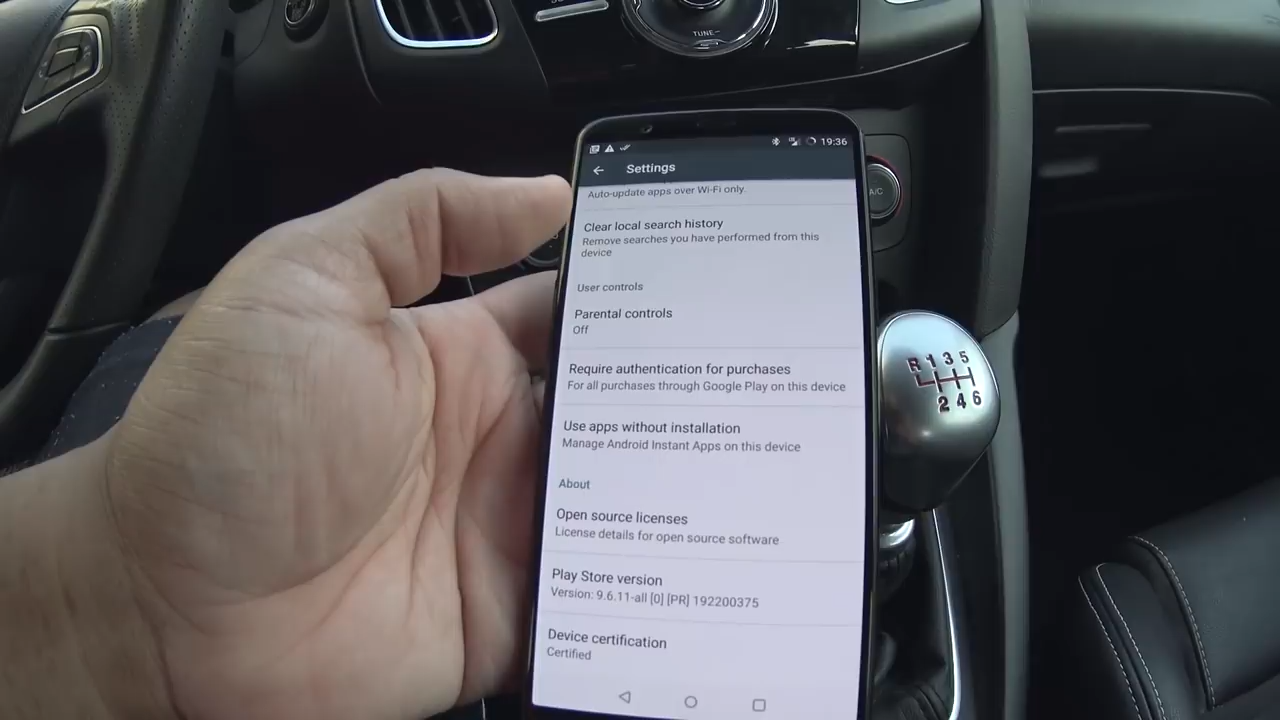 TUNE
19:36
Settings
Auto-update apps over Wi-Fi only.
Clear local search history
Remove searches you have performed from this
device
User controls
Parental controls
Off
Require authentication for purchases
For all purchases through Google Play on this device
Use apps without installation
Manage Android Instant Apps on this device
About
Open source licenses
License details for open source software
Play Store version
Version: 9.6.11-all [0] [PR] 192200375
Device certification
Certified
A/C
R 1 3 5
2 4 6